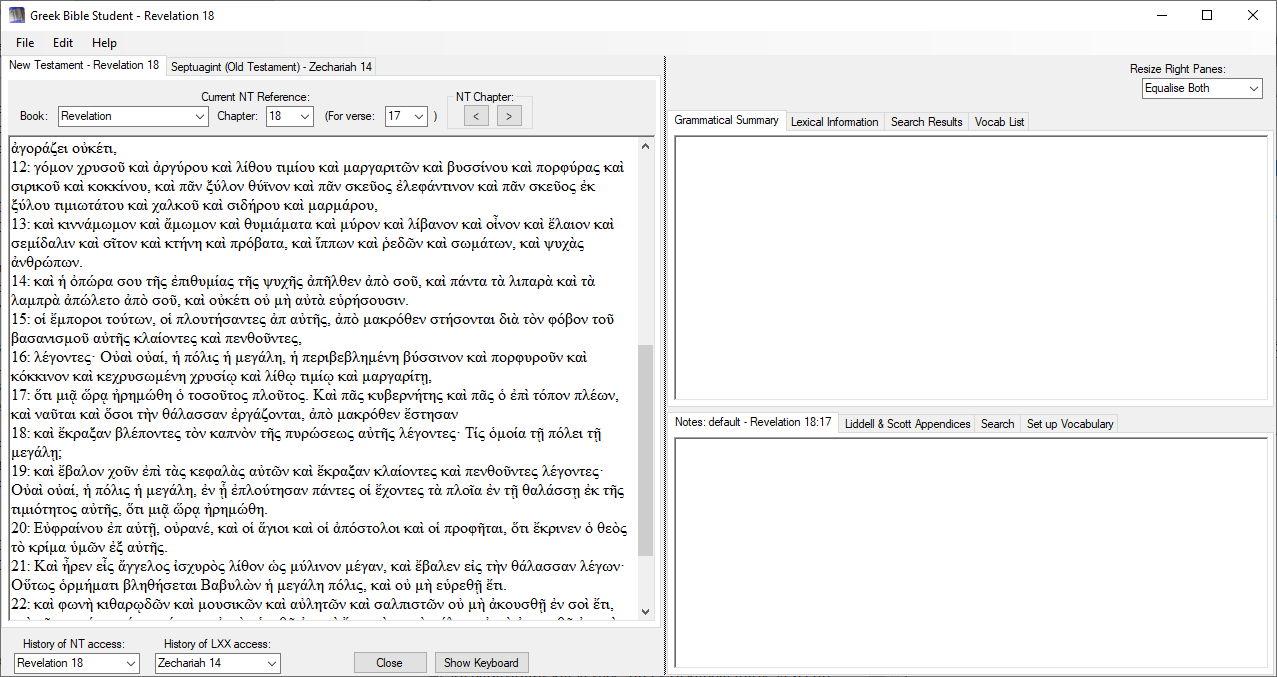 Greek Bible Student - Revelation 18
File Edit Help
New Testament - Revelation 18 Septuagint (Old Testament) - Zechariah 14
Current NT Reference: NT Chapter:
Book: Revelation Chapter: 18 (For verse: 17 ) < >
ἀγοράζει οὐκέτι,
12: γόμον χρυσοῦ καὶ ἀργύρου καὶ λίθου τιμίου καὶ μαργαριτῶν καὶ βυσσίνου καὶ πορφύρας καὶ
σιρικοῦ καὶ κοκκίνου, καὶ πᾶν ξύλον θύϊνον καὶ πᾶν σκεῦος ἐλεφάντινον καὶ πᾶν σκεῦος ἐκ
ξύλου τιμιωτάτου καὶ χαλκοῦ καὶ σιδήρου καὶ μαρμάρου,
13: καὶ κιννάμωμον καὶ ἄμωμον καὶ θυμιάματα καὶ μύρον καὶ λίβανον καὶ οἶνον καὶ ἔλαιον καὶ
σεμίδαλιν καὶ σῖτον καὶ κτήνη καὶ πρόβατα, καὶ ἵππων καὶ ῥεδῶν καὶ σωμάτων, καὶ ψυχὰς
ἀνθρώπων.
14: καὶ ἡ ὀπώρα σου τῆς ἐπιθυμίας τῆς ψυχῆς ἀπῆλθεν ἀπὸ σοῦ, καὶ πάντα τὰ λιπαρὰ καὶ τὰ
λαμπρὰ ἀπώλετο ἀπὸ σοῦ, καὶ οὐκέτι οὐ μὴ αὐτὰ εὑρήσουσιν.
15: οἱ ἔμποροι τούτων, οἱ πλουτήσαντες ἀπ αὐτῆς, ἀπὸ μακρόθεν στήσονται διὰ τὸν φόβον τοῦ
βασανισμοῦ αὐτῆς κλαίοντες καὶ πενθοῦντες,
16: λέγοντες· Οὐαὶ οὐαί, ἡ πόλις ἡ μεγάλη, ἡ περιβεβλημένη βύσσινον καὶ πορφυροῦν καὶ
κόκκινον καὶ κεχρυσωμένη χρυσίῳ καὶ λίθῳ τιμίῳ καὶ μαργαρίτῃ,
17: ὅτι μιᾷ ὥρᾳ ἠρημώθη ὁ τοσοῦτος πλοῦτος. Καὶ πᾶς κυβερνήτης καὶ πᾶς ὁ ἐπὶ τόπον πλέων,
καὶ ναῦται καὶ ὅσοι τὴν θάλασσαν ἐργάζονται, ἀπὸ μακρόθεν ἔστησαν
18: καὶ ἔκραξαν βλέποντες τὸν καπνὸν τῆς πυρώσεως αὐτῆς λέγοντες· Τίς ὁμοία τῇ πόλει τῇ
μεγάλῃ;
19: καὶ ἔβαλον χοῦν ἐπὶ τὰς κεφαλὰς αὐτῶν καὶ ἔκραξαν κλαίοντες καὶ πενθοῦντες λέγοντες·
Οὐαὶ οὐαί, ἡ πόλις ἡ μεγάλη, ἐν ᾗ ἐπλούτησαν πάντες οἱ ἔχοντες τὰ πλοῖα ἐν τῇ θαλάσσῃ ἐκ τῆς
τιμιότητος αὐτῆς, ὅτι μιᾷ ὥρᾳ ἠρημώθη.
20: Εὐφραίνου ἐπ αὐτῇ, οὐρανέ, καὶ οἱ ἅγιοι καὶ οἱ ἀπόστολοι καὶ οἱ προφῆται, ὅτι ἔκρινεν ὁ θεὸς
τὸ κρίμα ὑμῶν ἐξ αὐτῆς.
21: Καὶ ἦρεν εἷς ἄγγελος ἰσχυρὸς λίθον ὡς μύλινον μέγαν, καὶ ἔβαλεν εἰς τὴν θάλασσαν λέγων·
Οὕτως ὁρμήματι βληθήσεται Βαβυλὼν ἡ μεγάλη πόλις, καὶ οὐ μὴ εὑρεθῇ ἔτι.
22: καὶ φωνὴ κιθαρῳδῶν καὶ μουσικῶν καὶ αὐλητῶν καὶ σαλπιστῶν οὐ μὴ ἀκουσθῇ ἐν σοὶ ἔτι,
History of NT access: History of LXX access:
Revelation 18 Zechariah 14 Close Show Keyboard
Resize Right Panes:
Equalise Both
Grammatical Summary Lexical Information Search Results Vocab List
Notes: default - Revelation 18:17 Liddell & Scott Appendices Search Set up Vocabulary